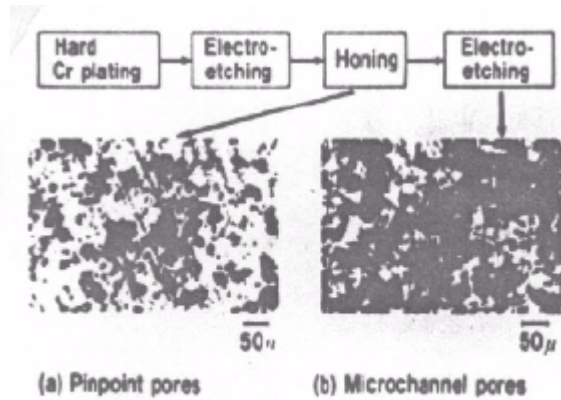 Hard
Cr plating
Electro-
etching
Honing
Electro-
etching
50μ
50μ
(a) Pinpoint pores
(b) Microchannel pores